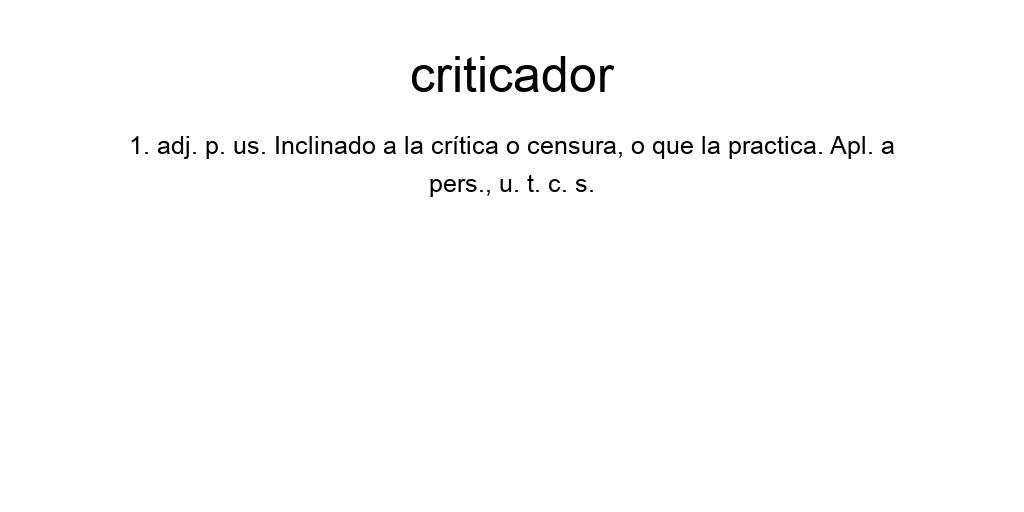 criticador
1. adj. p. us. Inclinado a la crítica o censura, o que la practica. Apl. a
pers., u. t. c. s.